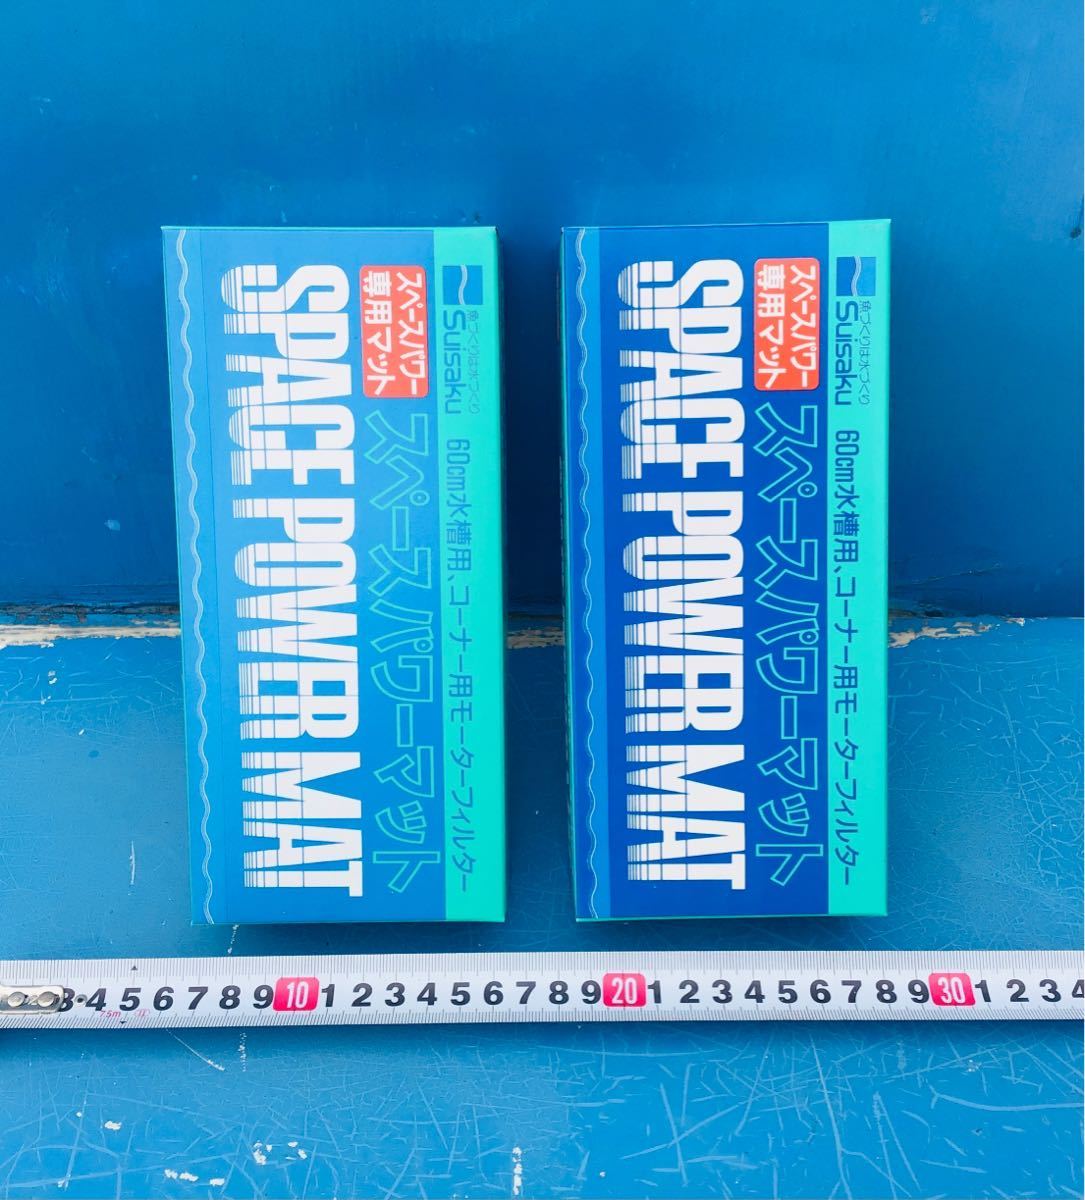 魚づくりは水づくり
Suisaku
60cm水槽用、コーナー用モーターフィルター
スペースパワー
専用マット
スペースパワーマット
SPACE POWER MAT
魚づくりは水づくり
Suisaku
60cm水槽用、コーナー用モーターフィルター
スペースパワー
専用マット
スペースパワーマット
SPACE POWER MAT
3 4 5 6 7 8 9 10 1 2 3 4 5 6 7 8 9 20 1 2 3 4 5 6 7 8 9 30 1 2 3 4
7.5m